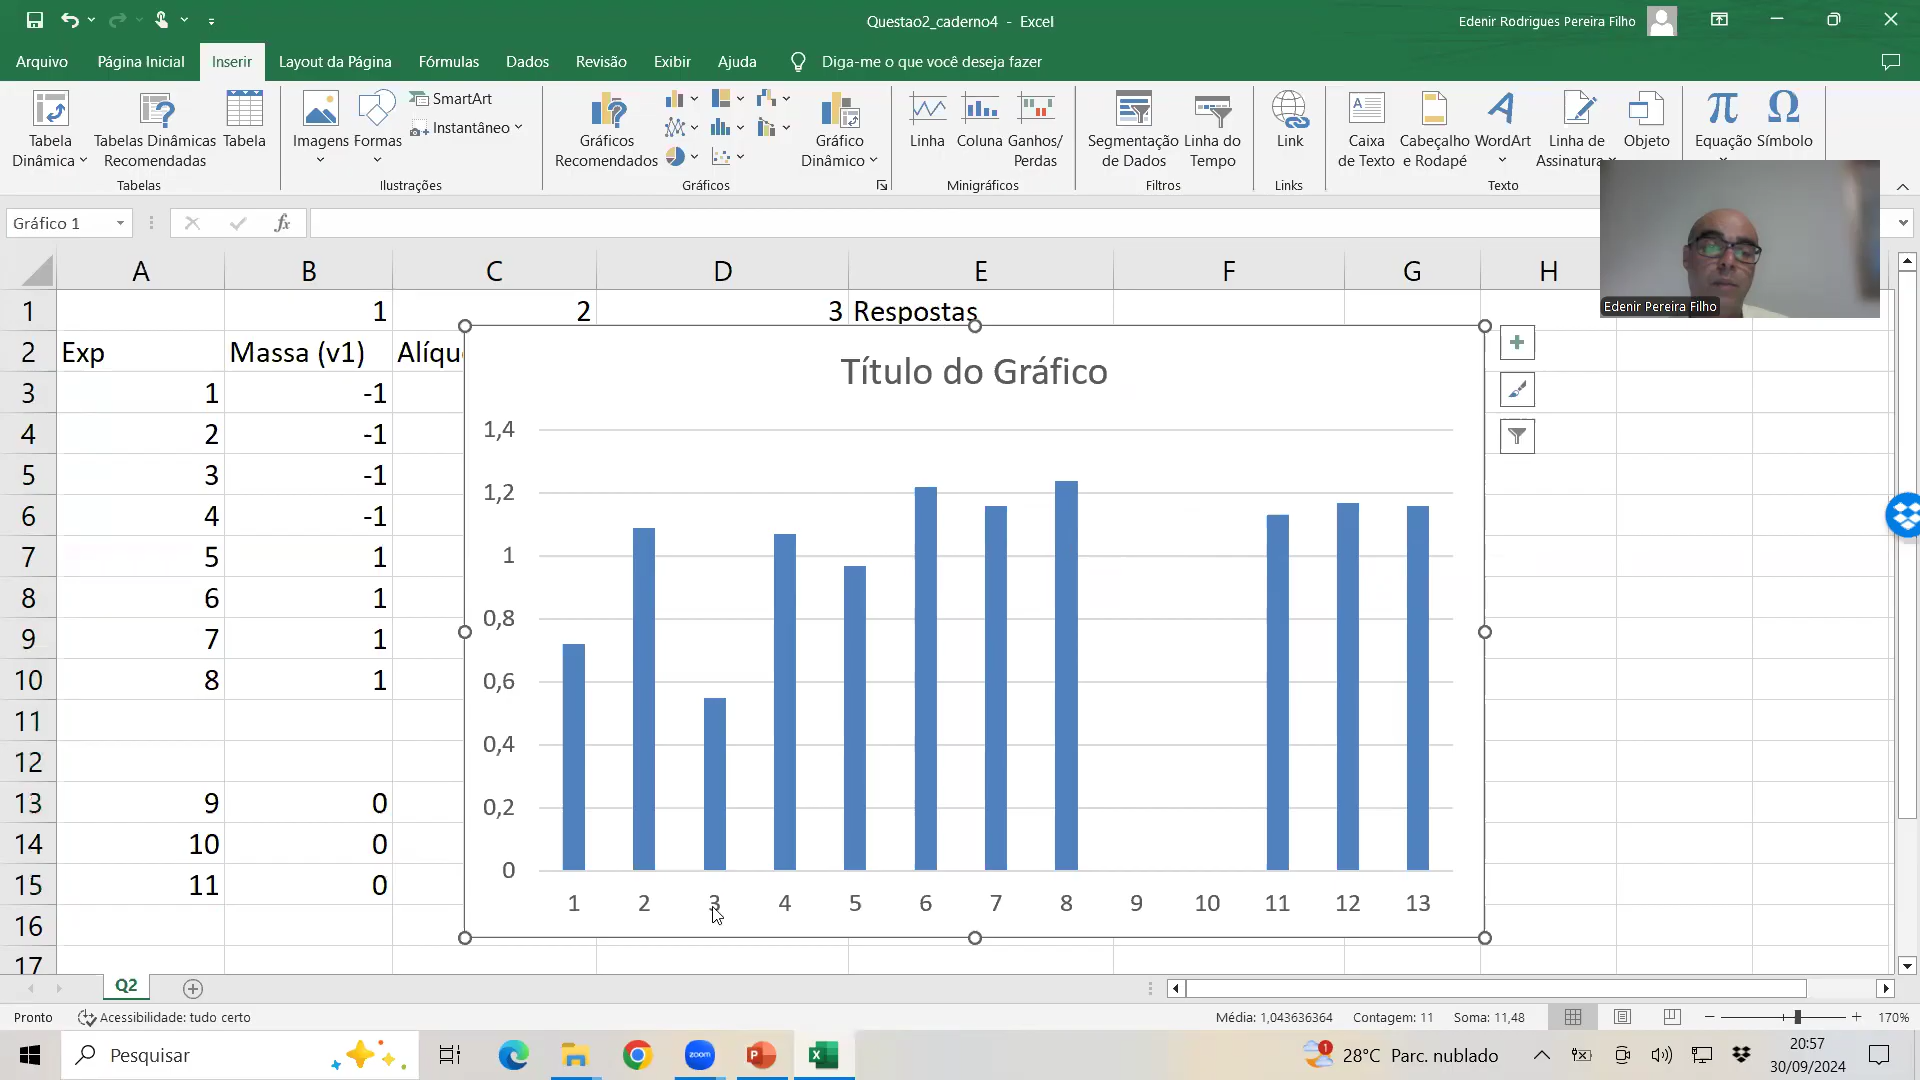 Questao2_caderno4 - Excel
Edenir Rodrigues Pereira Filho
Arquivo Página Inicial Inserir Layout da Página Fórmulas Dados Revisão Exibir Ajuda Diga-me o que você deseja fazer
Tabela Dinâmica
Tabelas Dinâmicas Recomendadas
Tabela
Tabelas
Imagens
Formas
SmartArt
Instantâneo
Ilustrações
Gráficos Recomendados
Gráfico Dinâmico
Gráficos
Linha
Coluna
Ganhos/ Perdas
Minigráficos
Segmentação de Dados
Linha do Tempo
Filtros
Link
Links
Caixa de Texto
Cabeçalho e Rodapé
WordArt
Linha de Assinatura
Objeto
Texto
Equação
Símbolo
Gráfico 1
fx
Edenir Pereira Filho
A B C D E F G H
1 1 2 3 Respostas
2 Exp Massa (v1) Alíqu
3 1 -1
4 2 -1
5 3 -1
6 4 -1
7 5 1
8 6 1
9 7 1
10 8 1
11
12
13 9 0
14 10 0
15 11 0
16
17
Título do Gráfico
1,4
1,2
1
0,8
0,6
0,4
0,2
0
1 2 3 4 5 6 7 8 9 10 11 12 13
Q2
Pronto Acessibilidade: tudo certo Média: 1,043636364 Contagem: 11 Soma: 11,48 170%
Pesquisar
zoom
1
28°C Parc. nublado
20:57
30/09/2024